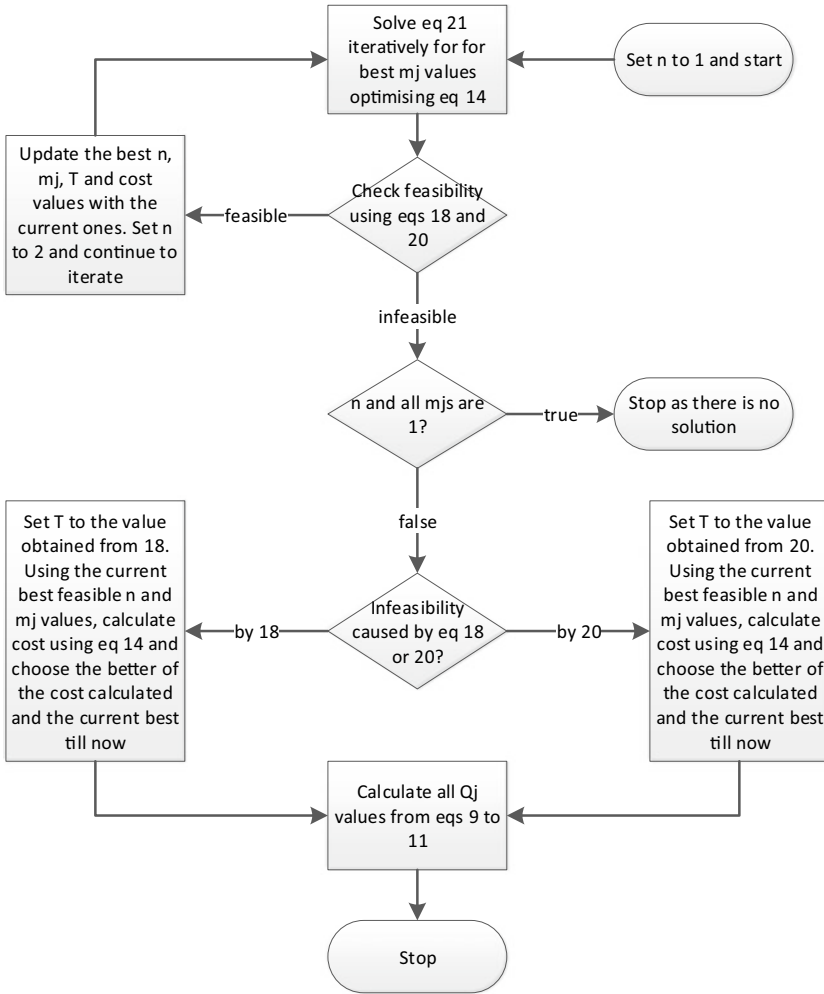 Solve eq 21
iteratively for for
best mj values
optimising eq 14
Set n to 1 and start
Update the best n,
mj, T and cost
values with the
current ones. Set n
to 2 and continue to
iterate
feasible
Check feasibility
using eqs 18 and
20
infeasible
n and all mjs are
1?
true
Stop as there is no
solution
false
Set T to the value
obtained from 18.
Using the current
best feasible n and
mj values, calculate
cost using eq 14 and
choose the better of
the cost calculated
and the current best
till now
by 18
Infeasibility
caused by eq 18
or 20?
by 20
Set T to the value
obtained from 20.
Using the current
best feasible n and
mj values, calculate
cost using eq 14 and
choose the better of
the cost calculated
and the current best
till now
Calculate all Qj
values from eqs 9 to
11
Stop